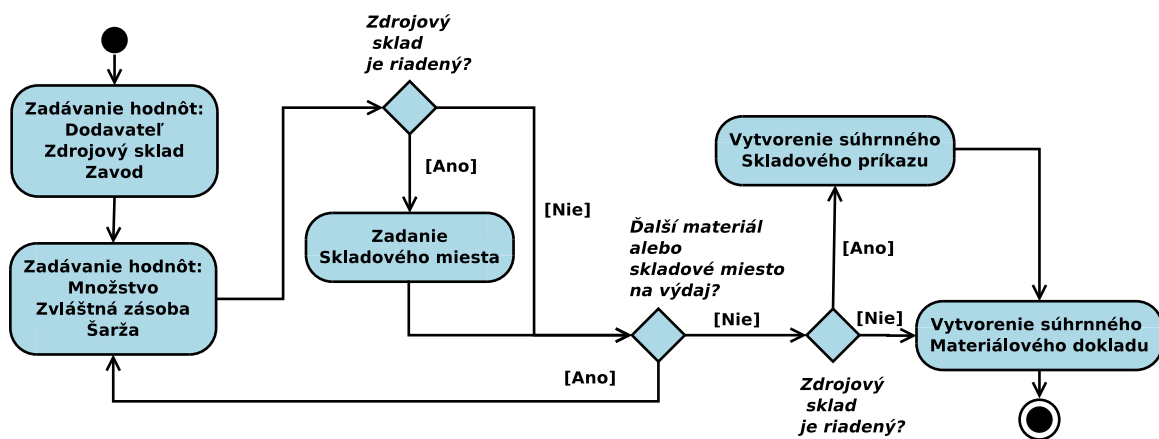 Zadávanie hodnôt:
Dodavateľ
Zdrojový sklad
Zavod
Zadávanie hodnôt:
Množstvo
Zvláštná zásoba
Šarža
Zdrojový
sklad
je riadený?
[Ano]
[Nie]
Zadanie
Skladového miesta
Ďalší materiál
alebo
skladové miesto
na výdaj?
[Ano]
[Nie]
Zdrojový
sklad
je riadený?
[Ano]
[Nie]
Vytvorenie súhrnného
Skladového príkazu
Vytvorenie súhrnného
Materiálového dokladu